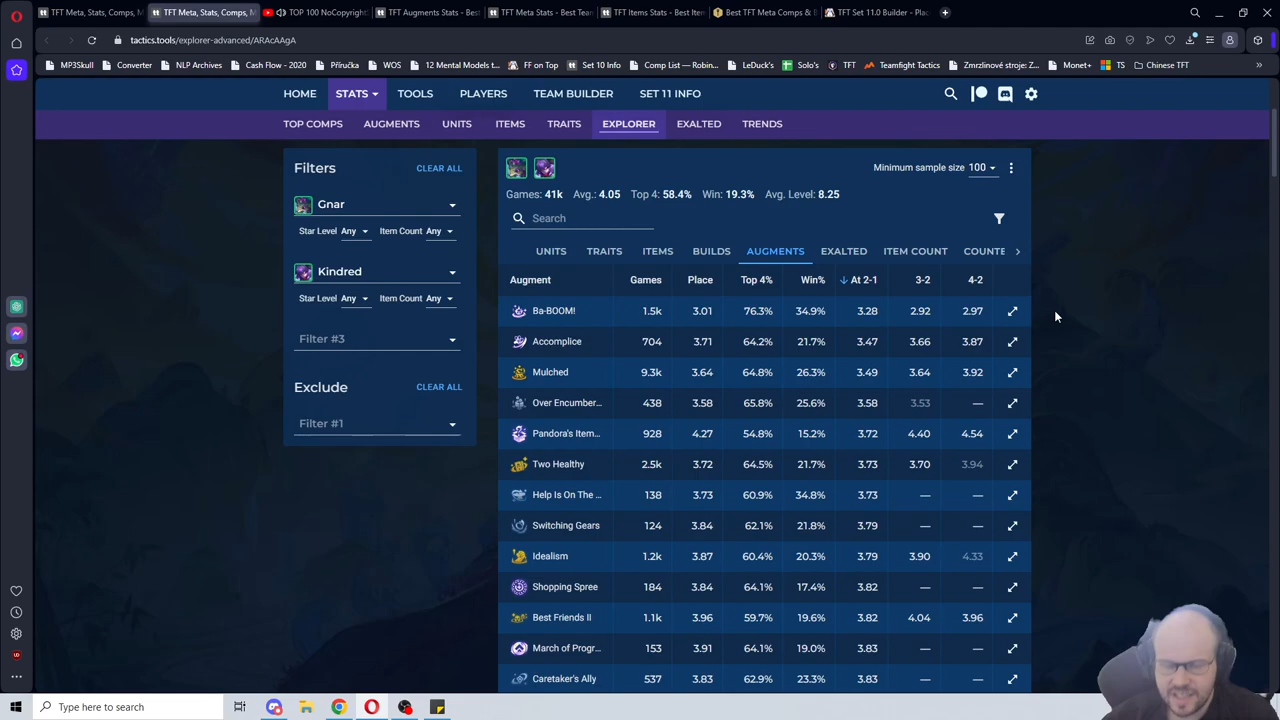 TFT Meta, Stats, Comps, M
TFT Meta, Stats, Comps, M
TOP 100 NoCopyright
TFT Augments Stats - Bes
TFT Meta Stats - Best Tea
TFT Items Stats - Best Ite
Best TFT Meta Comps & B
TFT Set 11.0 Builder - Plac
tactics.tools/explorer-advanced/ARAcAAgA
MP3Skull
Converter
NLP Archives
Cash Flow - 2020
Příručka
WOS
12 Mental Models t...
FF on Top
Set 10 Info
Comp List — Robin...
LeDuck's
Solo's
TFT
Teamfight Tactics
Zmrzlinové stroje: Z...
Monet+
TS
Chinese TFT
HOME
STATS
TOOLS
PLAYERS
TEAM BUILDER
SET 11 INFO
TOP COMPS
AUGMENTS
UNITS
ITEMS
TRAITS
EXPLORER
EXALTED
TRENDS
Filters
CLEAR ALL
Gnar
Star Level Any
Item Count Any
Kindred
Star Level Any
Item Count Any
Filter #3
Exclude
CLEAR ALL
Filter #1
Minimum sample size 100
Games: 41k Avg.: 4.05 Top 4: 58.4% Win: 19.3% Avg. Level: 8.25
Search
UNITS TRAITS ITEMS BUILDS AUGMENTS EXALTED ITEM COUNT COUNTE
Augment Games Place Top 4% Win% At 2-1 3-2 4-2
Ba-BOOM! 1.5k 3.01 76.3% 34.9% 3.28 2.92 2.97
Accomplice 704 3.71 64.2% 21.7% 3.47 3.66 3.87
Mulched 9.3k 3.64 64.8% 26.3% 3.49 3.64 3.92
Over Encumber... 438 3.58 65.8% 25.6% 3.58 3.53 —
Pandora's Item... 928 4.27 54.8% 15.2% 3.72 4.40 4.54
Two Healthy 2.5k 3.72 64.5% 21.7% 3.73 3.70 3.94
Help Is On The ... 138 3.73 60.9% 34.8% 3.73 — —
Switching Gears 124 3.84 62.1% 21.8% 3.79 — —
Idealism 1.2k 3.87 60.4% 20.3% 3.79 3.90 4.33
Shopping Spree 184 3.84 64.1% 17.4% 3.82 — —
Best Friends II 1.1k 3.96 59.7% 19.6% 3.82 4.04 3.96
March of Progr... 153 3.91 64.1% 19.0% 3.83 — —
Caretaker's Ally 537 3.83 62.9% 23.3% 3.83 — —
Type here to search